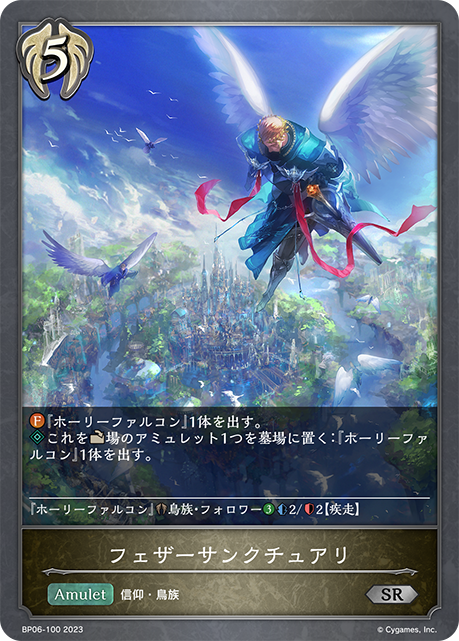 5
F『ホーリーファルコン』1体を出す。
これを場のアミュレット1つを墓場に置く:『ホーリーファ
ルコン』1体を出す。
『ホーリーファルコン』鳥族・フォロワー3 2/2【疾走】
フェザーサンクチュアリ
Amulet 信仰・鳥族 SR
BP06-100 2023 © Cygames, Inc.